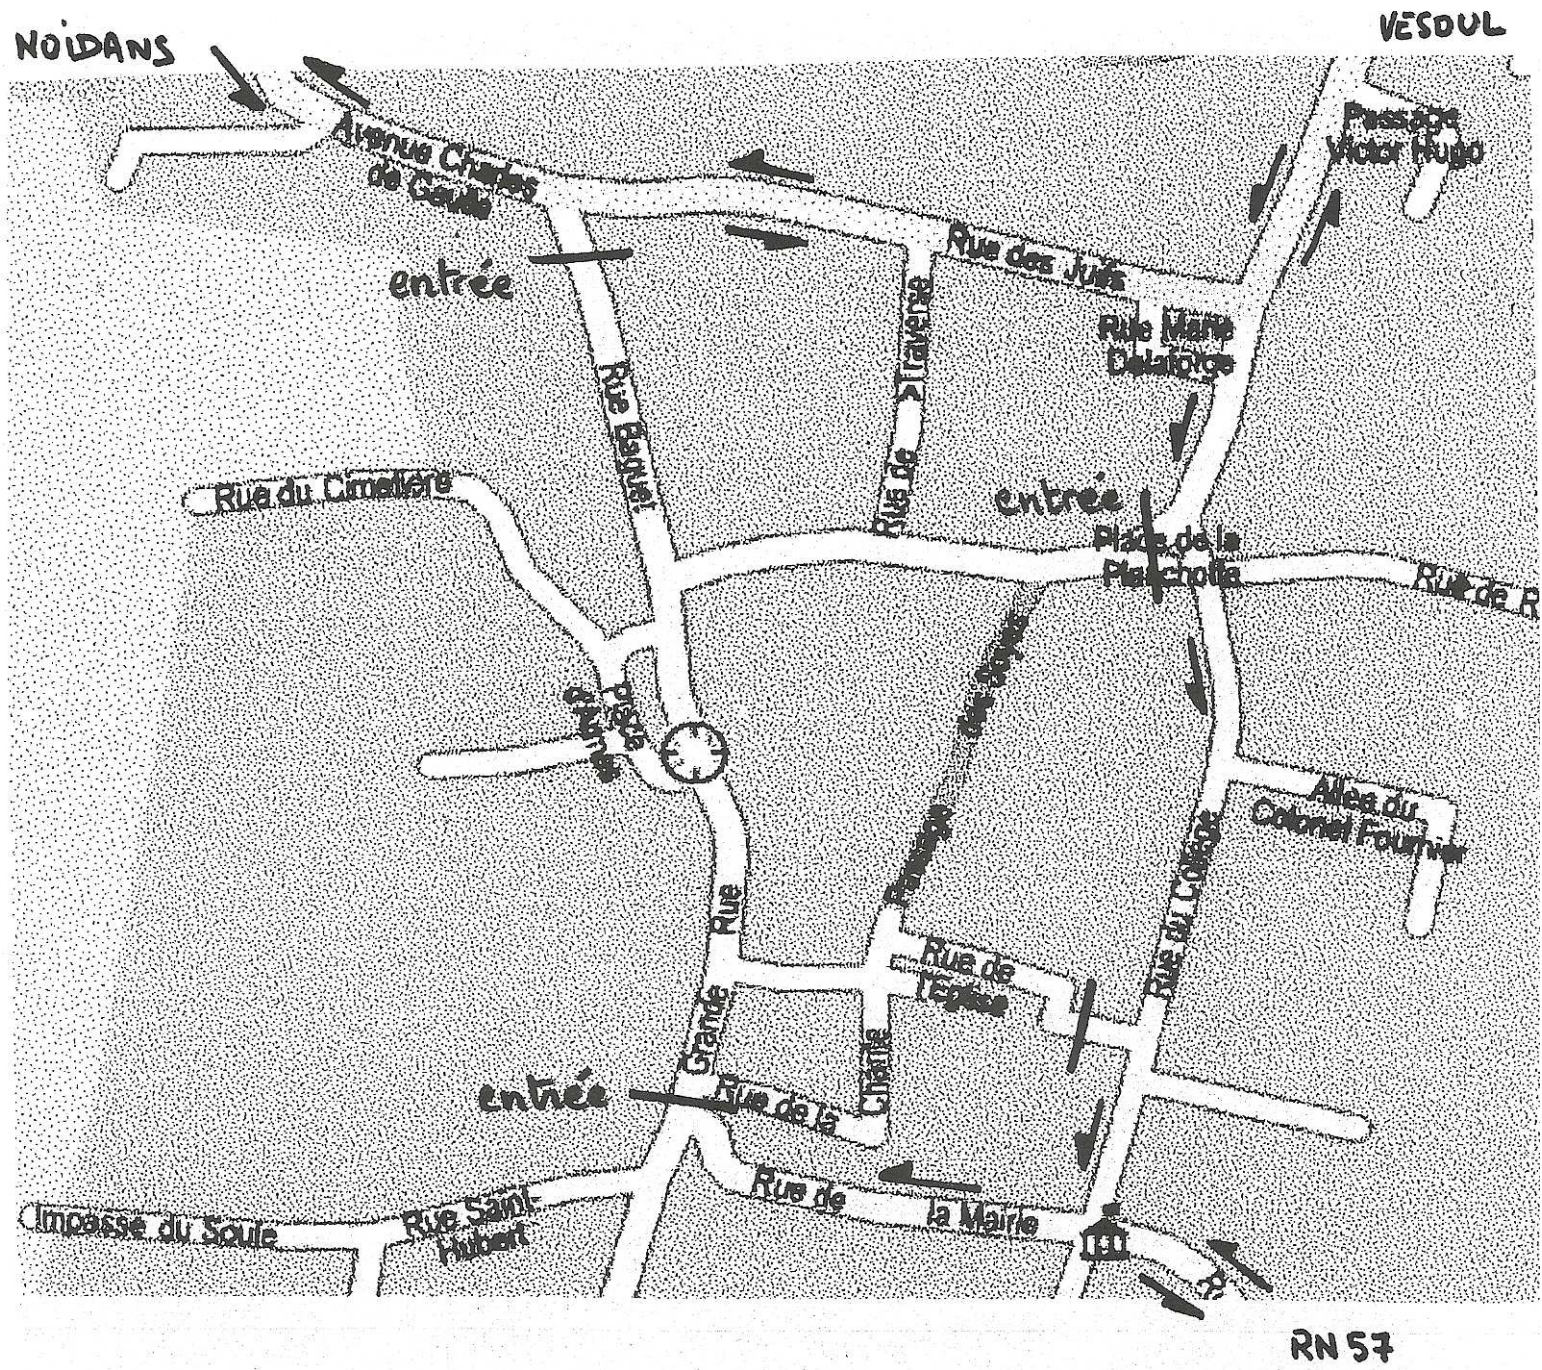 NOIDANS
VESOUL
Passage
Victor Hugo
Avenue Charles
de Gaulle
Rue des Juifs
entrée
Rue Marie
Delaforge
Rue de Traverse
Rue Baquet
Rue du Cimetière
entrée
Place de la
Rue de R
Passage des Soyes
Place
Allée du
Colonel Fournier
Rue du Collège
Grande Rue
Rue de
l'Eglise
entrée
Rue de la
Charité
Rue de la Mairie
Impasse du Souie
Rue Saint-
Hubert
R
RN 57